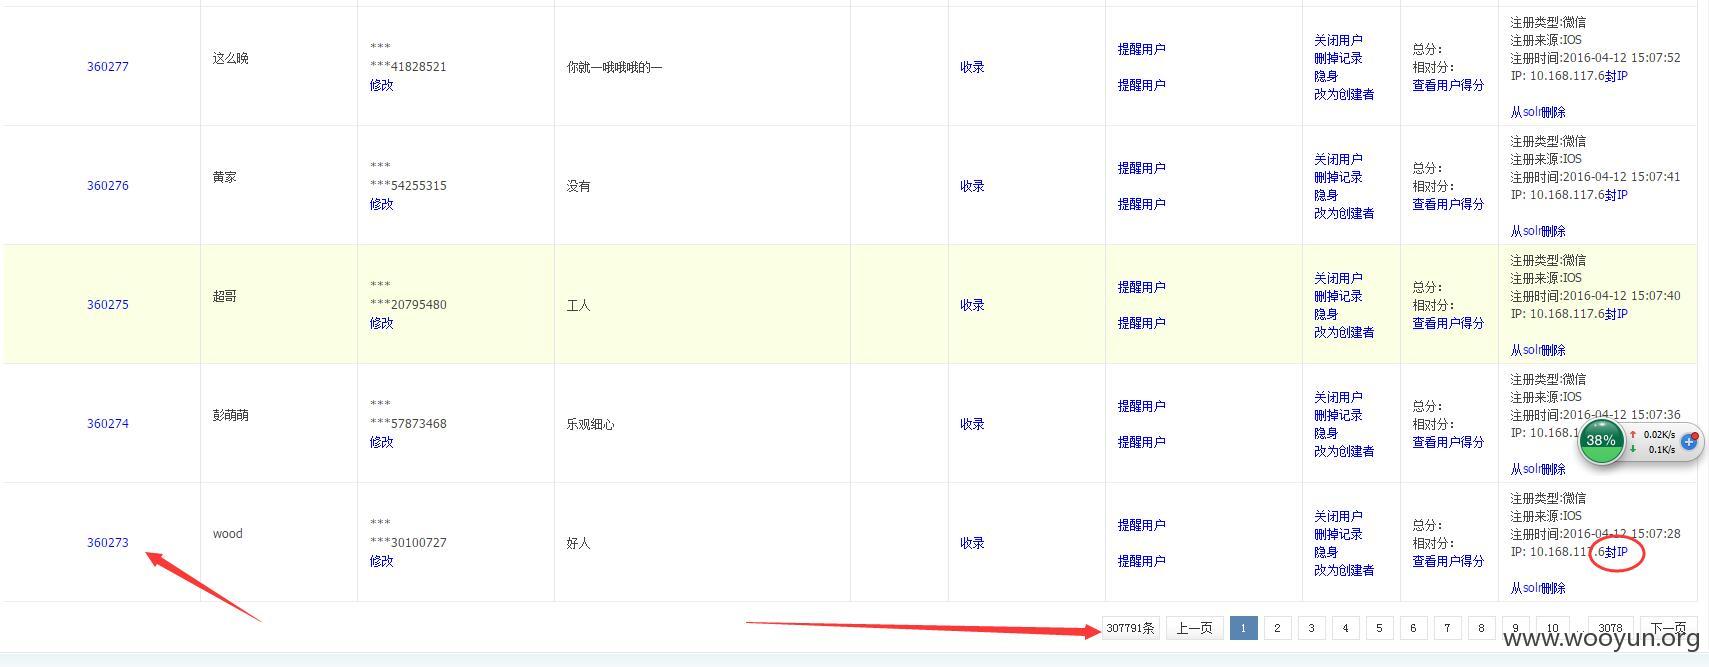 360277
这么晚
***
***41828521
修改
你就一哦哦哦的一
收录
提醒用户
提醒用户
关闭用户
删掉记录
隐身
改为创建者
总分:
相对分:
查看用户得分
注册类型:微信
注册来源:IOS
注册时间:2016-04-12 15:07:52
IP: 10.168.117.6封IP
从solr删除
360276
黄家
***
***54255315
修改
没有
收录
提醒用户
提醒用户
关闭用户
删掉记录
隐身
改为创建者
总分:
相对分:
查看用户得分
注册类型:微信
注册来源:IOS
注册时间:2016-04-12 15:07:41
IP: 10.168.117.6封IP
从solr删除
360275
超哥
***
***20795480
修改
工人
收录
提醒用户
提醒用户
关闭用户
删掉记录
隐身
改为创建者
总分:
相对分:
查看用户得分
注册类型:微信
注册来源:IOS
注册时间:2016-04-12 15:07:40
IP: 10.168.117.6封IP
从solr删除
360274
彭萌萌
***
***57873468
修改
乐观细心
收录
提醒用户
提醒用户
关闭用户
删掉记录
隐身
改为创建者
总分:
相对分:
查看用户得分
注册类型:微信
注册来源:IOS
注册时间:2016-04-12 15:07:36
IP: 10.168.1
38%
0.02K/s
0.1K/s
从solr删除
360273
wood
***
***30100727
修改
好人
收录
提醒用户
提醒用户
关闭用户
删掉记录
隐身
改为创建者
总分:
相对分:
查看用户得分
注册类型:微信
注册来源:IOS
注册时间:2016-04-12 15:07:28
IP: 10.168.117.6封IP
从solr删除
307791条 上一页 1 2 3 4 5 6 7 8 9 10 ... 3078 下一页
www.wooyun.org